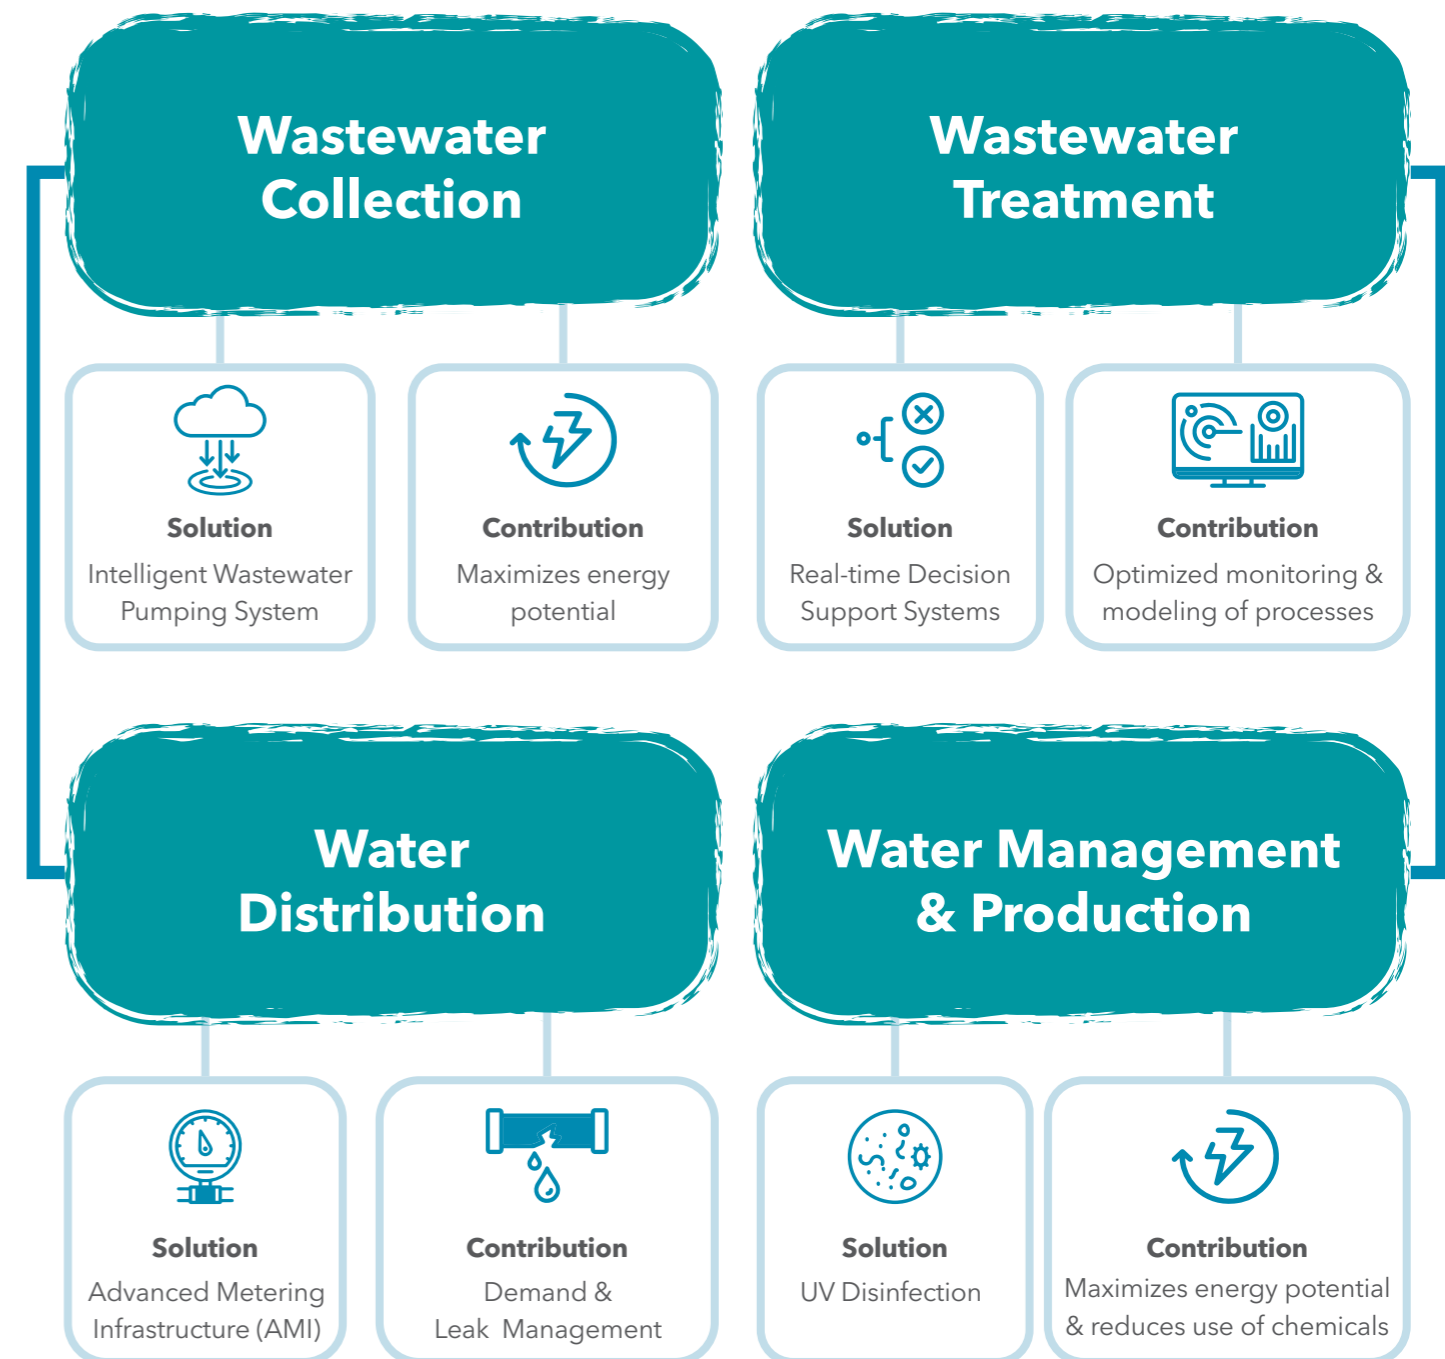 Wastewater
Collection
Solution
Intelligent Wastewater
Pumping System
Contribution
Maximizes energy
potential
Wastewater
Treatment
Solution
Real-time Decision
Support Systems
Contribution
Optimized monitoring &
modeling of processes
Water
Distribution
Solution
Advanced Metering
Infrastructure (AMI)
Contribution
Demand &
Leak Management
Water Management
& Production
Solution
UV Disinfection
Contribution
Maximizes energy potential
& reduces use of chemicals